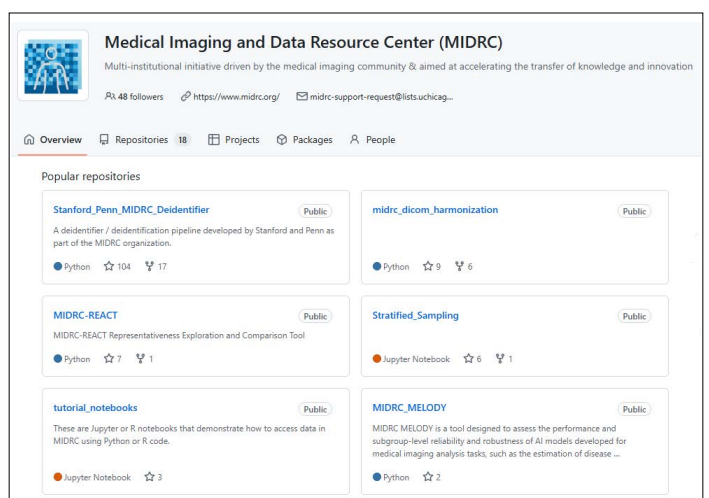 Medical Imaging and Data Resource Center (MIDRC)
Multi-institutional initiative driven by the medical imaging community & aimed at accelerating the transfer of knowledge and innovation
48 followers https://www.midrc.org/ midrc-support-request@lists.uchicag...
Overview Repositories 18 Projects Packages People
Popular repositories
Stanford_Penn_MIDRC_Deidentifier Public
A deidentifier / deidentification pipeline developed by Stanford and Penn as
part of the MIDRC organization.
Python 104 17
midrc_dicom_harmonization Public
Python 9 6
MIDRC-REACT Public
MIDRC-REACT Representativeness Exploration and Comparison Tool
Python 7 1
Stratified_Sampling Public
Jupyter Notebook 6 1
tutorial_notebooks Public
These are Jupyter or R notebooks that demonstrate how to access data in
MIDRC using Python or R code.
Jupyter Notebook 3
MIDRC_MELODY Public
MIDRC MELODY is a tool designed to assess the performance and
subgroup-level reliability and robustness of AI models developed for
medical imaging analysis tasks, such as the estimation of disease ...
Python 2